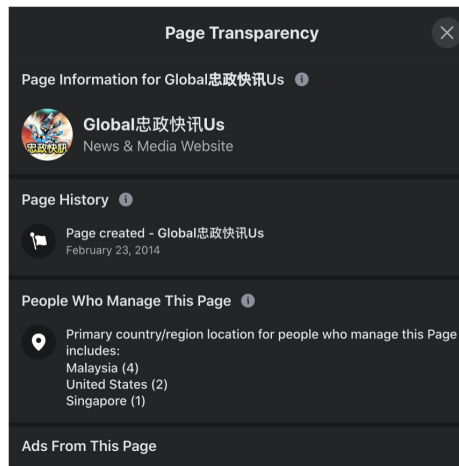 Page Transparency
Page Information for Global忠政快讯Us
Global忠政快讯Us
News & Media Website
忠政快訊
Page History
Page created - Global忠政快讯Us
February 23, 2014
People Who Manage This Page
Primary country/region location for people who manage this Page
includes:
Malaysia (4)
United States (2)
Singapore (1)
Ads From This Page